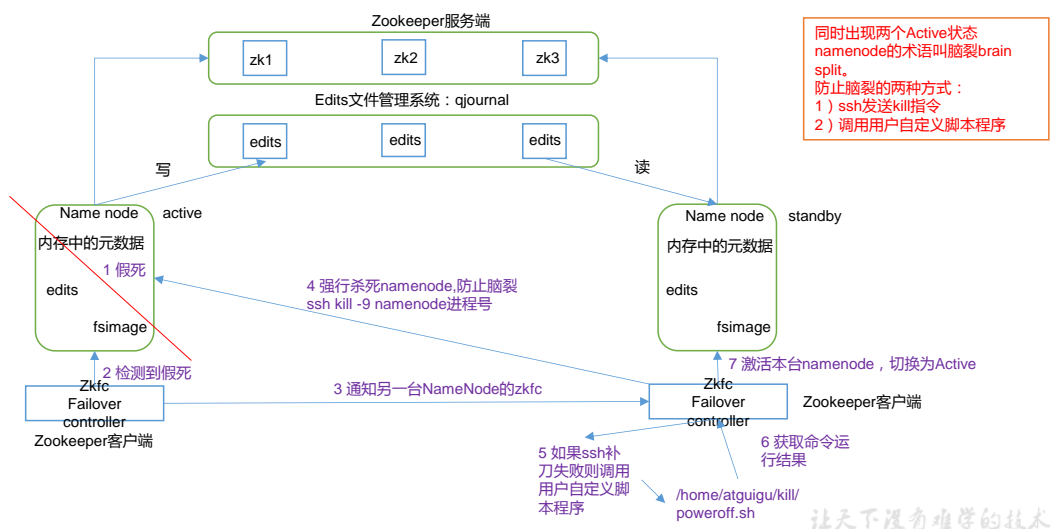 Zookeeper服务端
zk1
zk2
zk3
Edits文件管理系统：qjournal
edits
edits
edits
同时出现两个Active状态
namenode的术语叫脑裂brain
split。
防止脑裂的两种方式：
1）ssh发送kill指令
2）调用用户自定义脚本程序
写
读
Name node
active
内存中的元数据
1 假死
edits
fsimage
Name node
standby
内存中的元数据
edits
fsimage
4 强行杀死namenode,防止脑裂
ssh kill -9 namenode进程号
2 检测到假死
3 通知另一台NameNode的zkfc
7 激活本台namenode，切换为Active
Zkfc
Failover
controller
Zookeeper客户端
Zkfc
Failover
controller
Zookeeper客户端
5 如果ssh补
刀失败则调用
用户自定义脚
本程序
6 获取命令运
行结果
/home/atguigu/kill/
poweroff.sh
让天下没有难学的技术